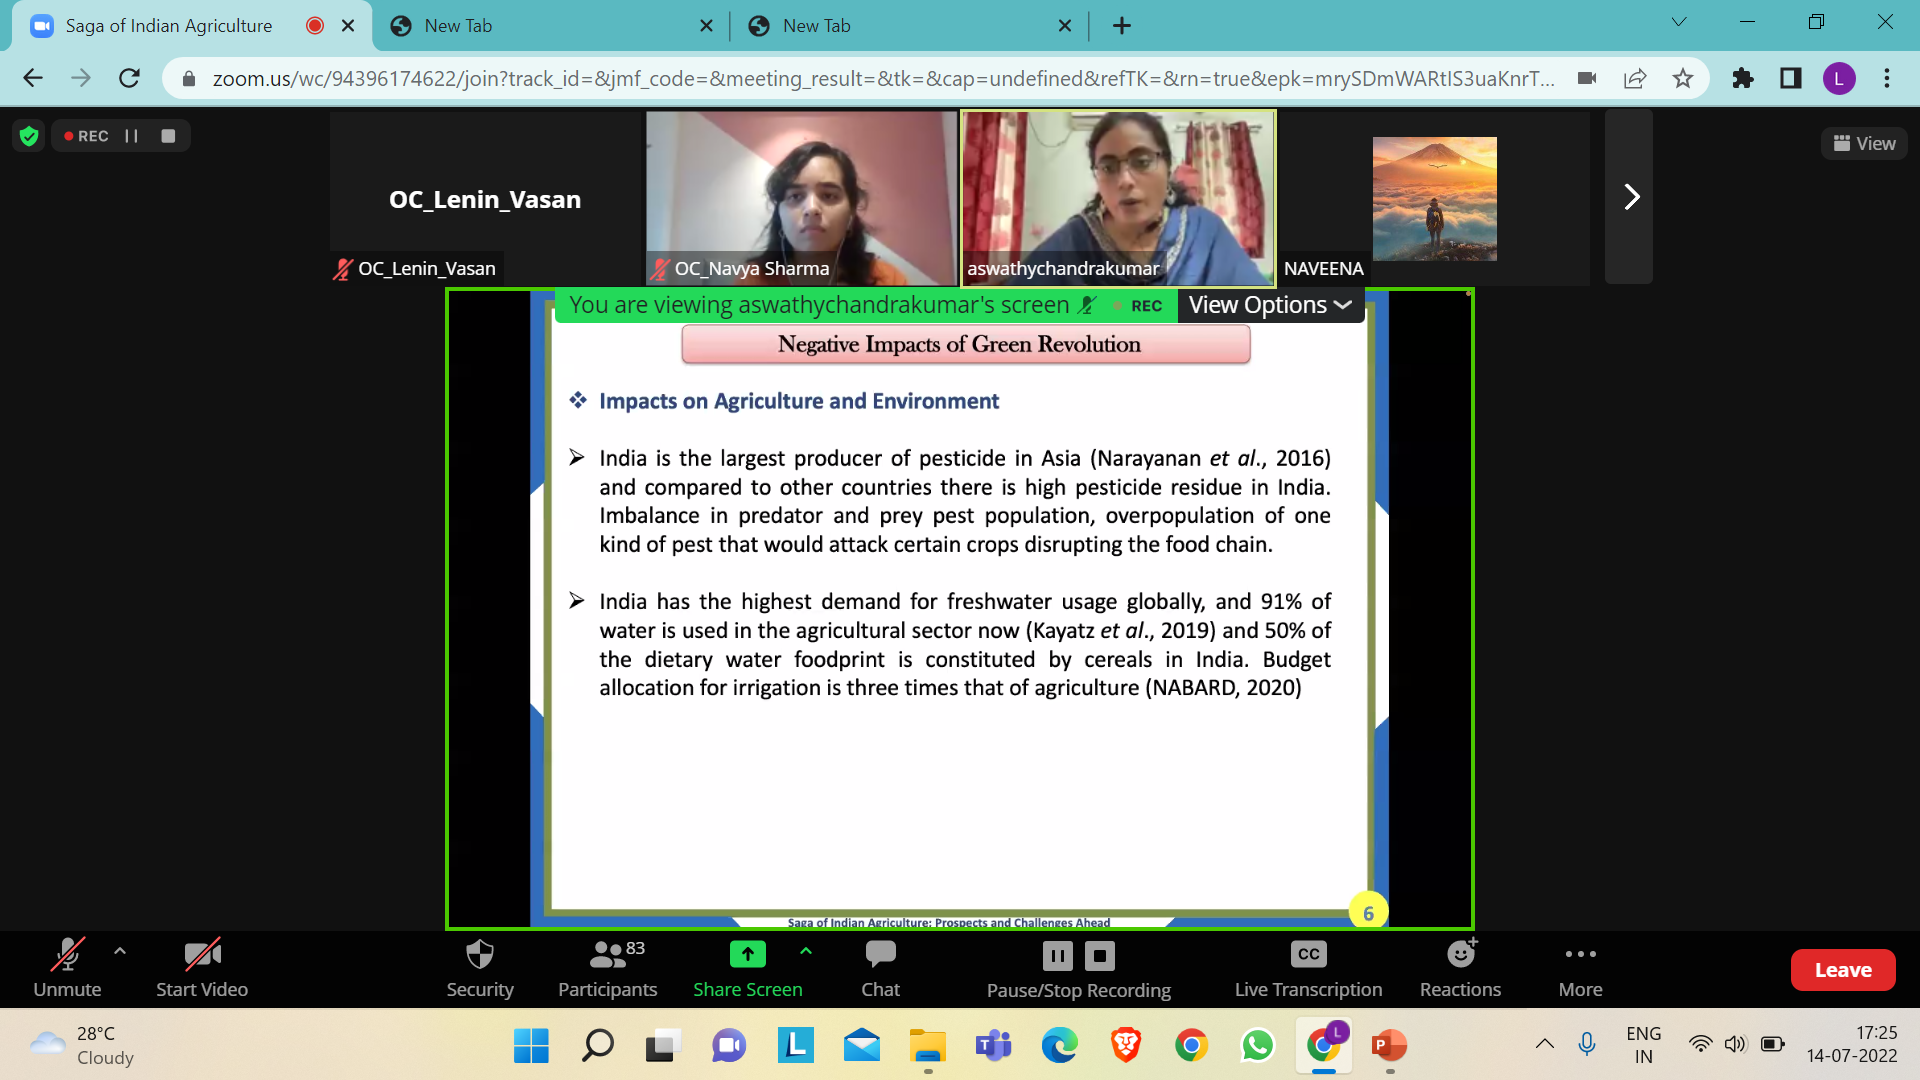 Saga of Indian Agriculture
New Tab
New Tab
zoom.us/wc/94396174622/join?track_id=&jmf_code=&meeting_result=&tk=&cap=undefined&refTK=&rn=true&epk=mrySDmWARtIS3uaKnrT...
L
REC
View
OC_Lenin_Vasan
OC_Lenin_Vasan
OC_Navya Sharma
aswathychandrakumar
NAVEENA
You are viewing aswathychandrakumar's screen
REC
View Options
Negative Impacts of Green Revolution
Impacts on Agriculture and Environment
India is the largest producer of pesticide in Asia (Narayanan et al., 2016)
and compared to other countries there is high pesticide residue in India.
Imbalance in predator and prey pest population, overpopulation of one
kind of pest that would attack certain crops disrupting the food chain.
India has the highest demand for freshwater usage globally, and 91% of
water is used in the agricultural sector now (Kayatz et al., 2019) and 50% of
the dietary water foodprint is constituted by cereals in India. Budget
allocation for irrigation is three times that of agriculture (NABARD, 2020)
6
Saga of Indian Agriculture: Prospects and Challenges Ahead
Unmute
Start Video
Security
83
Participants
Share Screen
Chat
Pause/Stop Recording
CC
Live Transcription
Reactions
More
Leave
28°C
Cloudy
L
T
L
P
ENG
IN
17:25
14-07-2022